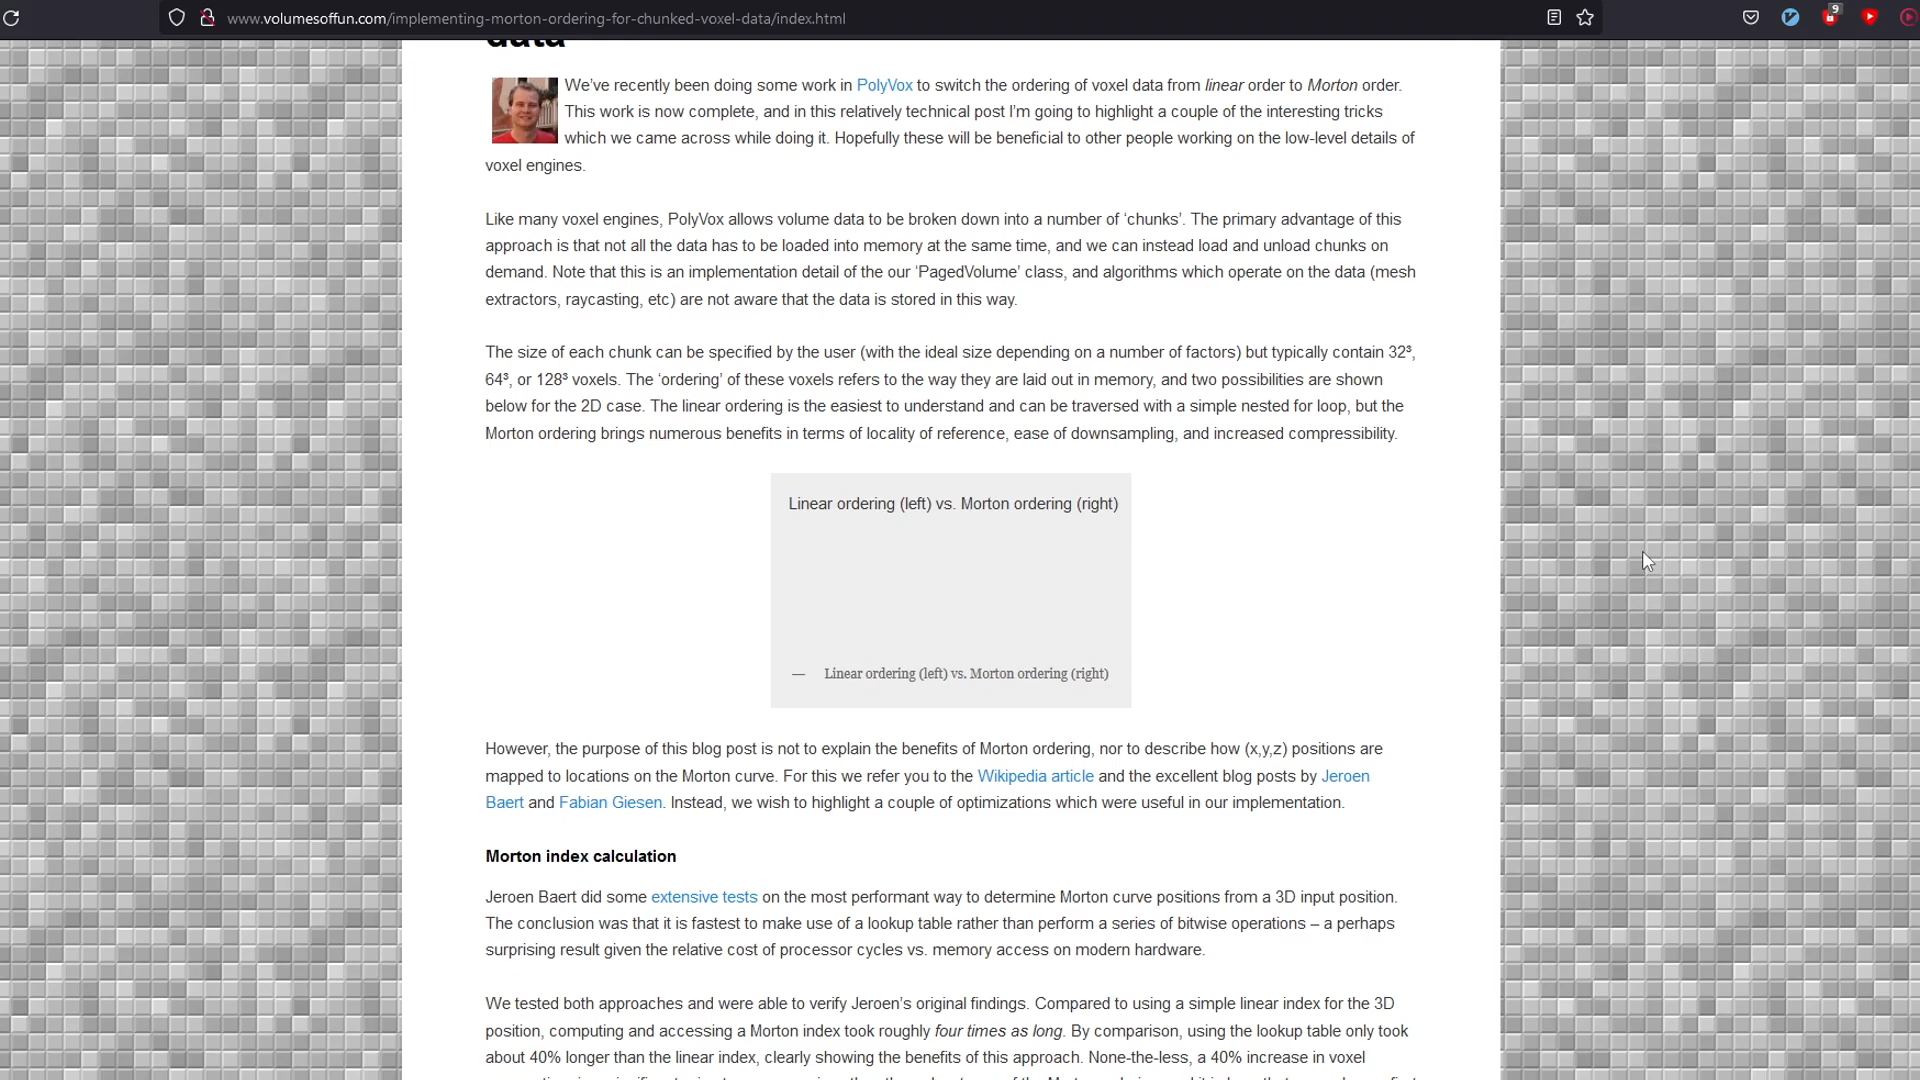 www.volumesoffun.com/implementing-morton-ordering-for-chunked-voxel-data/index.html
9
data
We’ve recently been doing some work in PolyVox to switch the ordering of voxel data from linear order to Morton order.
This work is now complete, and in this relatively technical post I’m going to highlight a couple of the interesting tricks
which we came across while doing it. Hopefully these will be beneficial to other people working on the low-level details of
voxel engines.
Like many voxel engines, PolyVox allows volume data to be broken down into a number of ‘chunks’. The primary advantage of this
approach is that not all the data has to be loaded into memory at the same time, and we can instead load and unload chunks on
demand. Note that this is an implementation detail of the our ‘PagedVolume’ class, and algorithms which operate on the data (mesh
extractors, raycasting, etc) are not aware that the data is stored in this way.
The size of each chunk can be specified by the user (with the ideal size depending on a number of factors) but typically contain 32³,
64³, or 128³ voxels. The ‘ordering’ of these voxels refers to the way they are laid out in memory, and two possibilities are shown
below for the 2D case. The linear ordering is the easiest to understand and can be traversed with a simple nested for loop, but the
Morton ordering brings numerous benefits in terms of locality of reference, ease of downsampling, and increased compressibility.
Linear ordering (left) vs. Morton ordering (right)
— Linear ordering (left) vs. Morton ordering (right)
However, the purpose of this blog post is not to explain the benefits of Morton ordering, nor to describe how (x,y,z) positions are
mapped to locations on the Morton curve. For this we refer you to the Wikipedia article and the excellent blog posts by Jeroen
Baert and Fabian Giesen. Instead, we wish to highlight a couple of optimizations which were useful in our implementation.
Morton index calculation
Jeroen Baert did some extensive tests on the most performant way to determine Morton curve positions from a 3D input position.
The conclusion was that it is fastest to make use of a lookup table rather than perform a series of bitwise operations – a perhaps
surprising result given the relative cost of processor cycles vs. memory access on modern hardware.
We tested both approaches and were able to verify Jeroen’s original findings. Compared to using a simple linear index for the 3D
position, computing and accessing a Morton index took roughly four times as long. By comparison, using the lookup table only took
about 40% longer than the linear index, clearly showing the benefits of this approach. None-the-less, a 40% increase in voxel